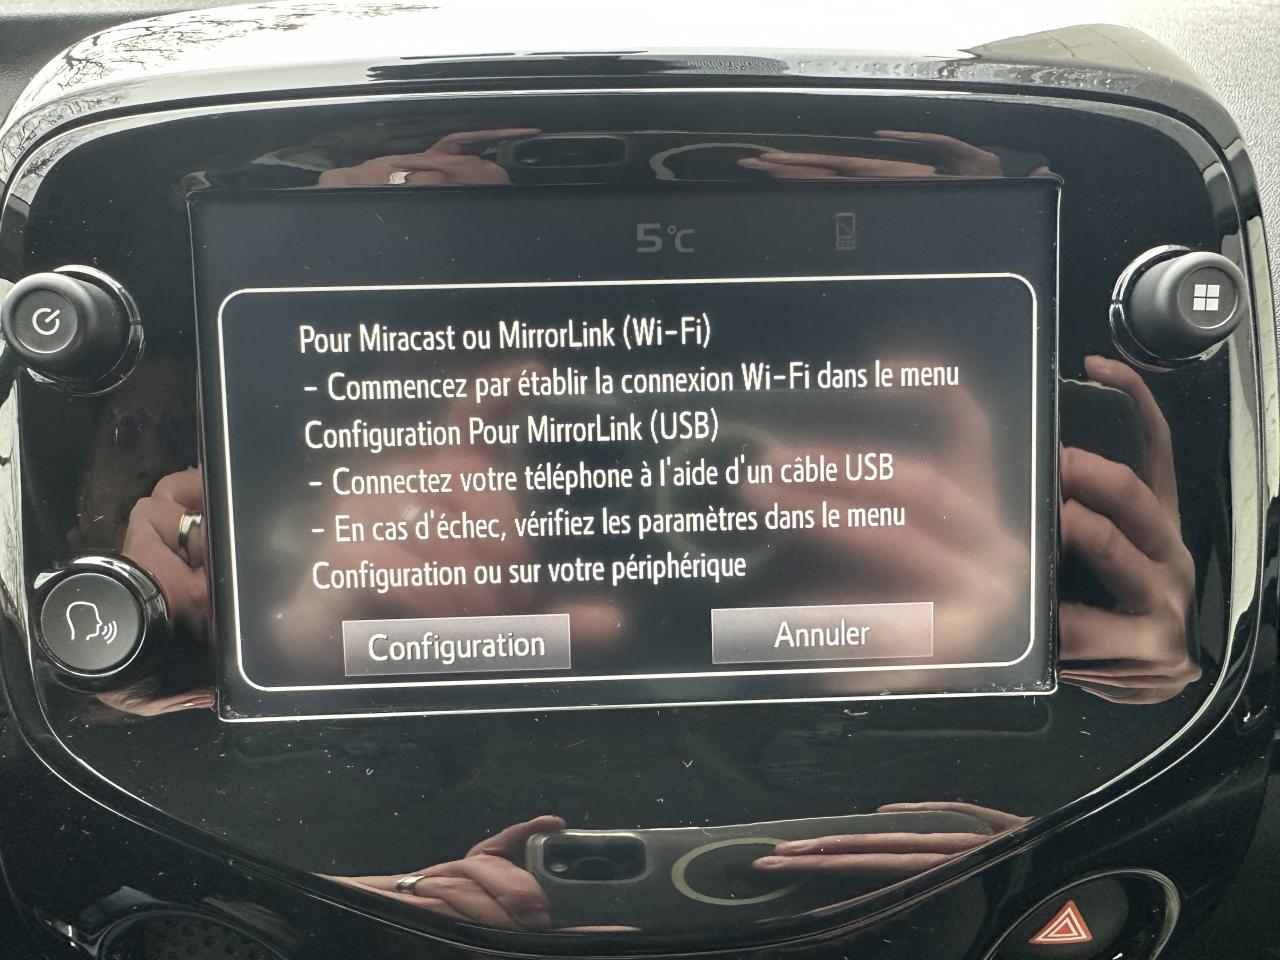 5°C
Pour Miracast ou MirrorLink (Wi-Fi)
- Commencez par établir la connexion Wi-Fi dans le menu
Configuration Pour MirrorLink (USB)
- Connectez votre téléphone à l'aide d'un câble USB
- En cas d'échec, vérifiez les paramètres dans le menu
Configuration ou sur votre périphérique
Configuration
Annuler